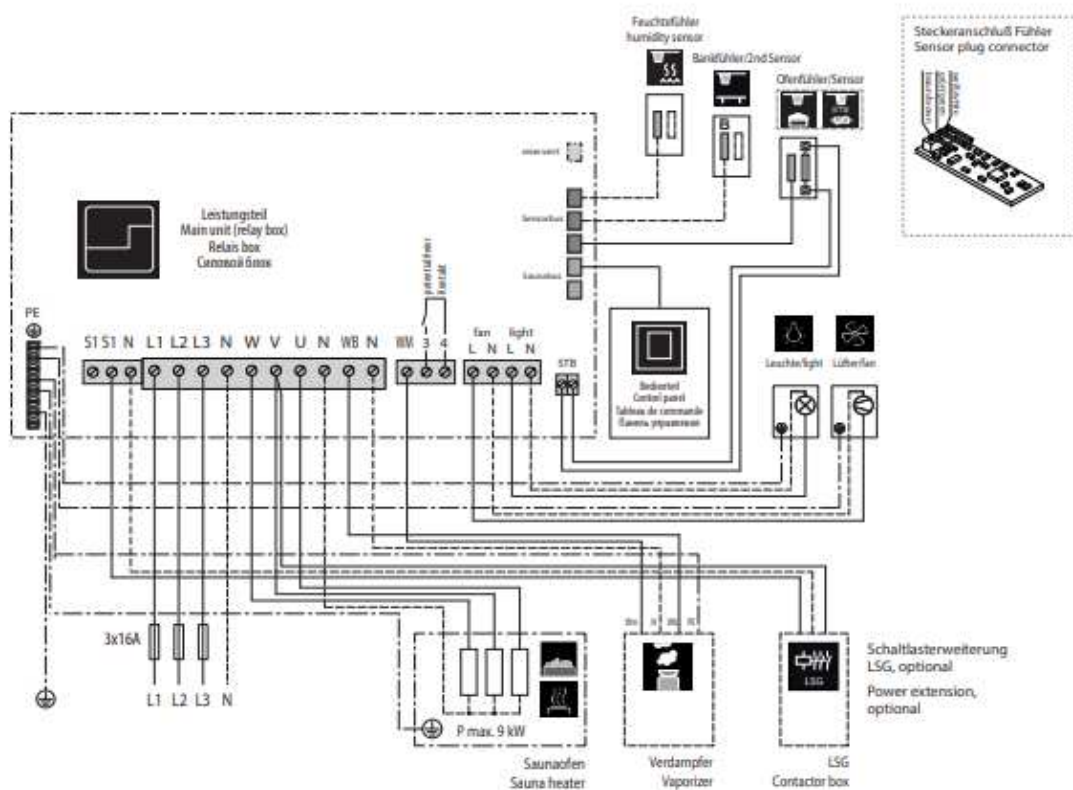 Feuchtefühler
humidity sensor
Bankfühler/2nd Sensor
Ofenfühler/Sensor
STB
B
Steckeranschluß Fühler
Sensor plug connector
Leistungsteil
Main unit (relay box)
Relais box
Силовой блок
Sensorbus
Saunabus
potentialfreier
Kontakt
PE
S1 S1 N L1 L2 L3 N W V U N WB N
WM 3 4
fan light
L N L N
STB
Bedienteil
Control panel
Tableau de commande
Панель управления
Leuchte/light
Lüfter/fan
3x16A
L1 L2 L3 N
P max. 9 kW
Saunaofen
Sauna heater
Verdampfer
Vaporizer
LSG
LSG
Contactor box
Schaltlasterweiterung
LSG, optional
Power extension,
optional